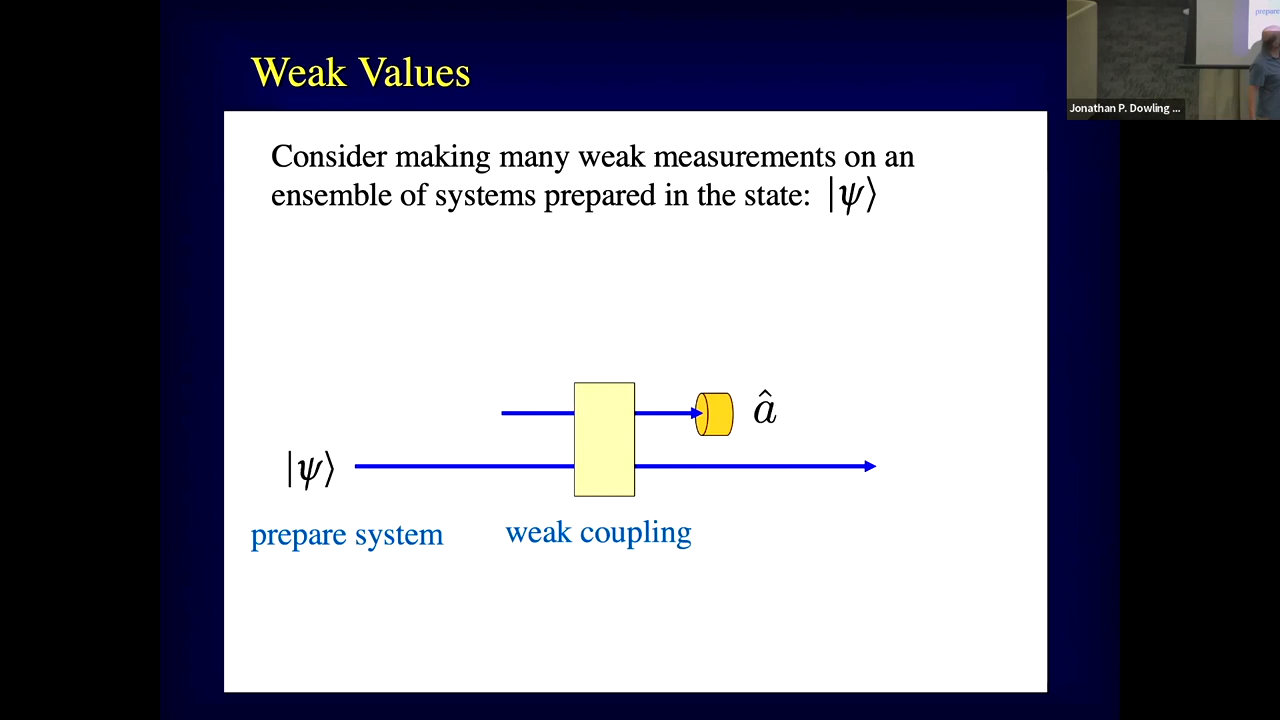 Weak Values
prepare
Jonathan P. Dowling ...
Consider making many weak measurements on an
ensemble of systems prepared in the state: |ψ⟩
â
|ψ⟩
prepare system
weak coupling